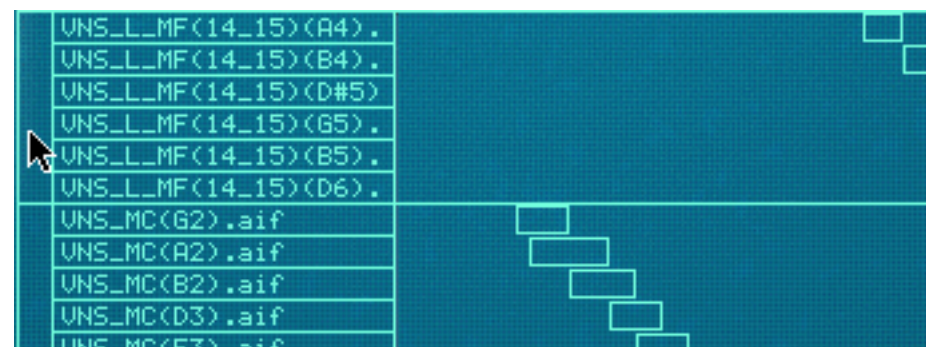 VNS_L_MF(14_15)(A4).
VNS_L_MF(14_15)(B4).
VNS_L_MF(14_15)(D#5)
VNS_L_MF(14_15)(G5).
VNS_L_MF(14_15)(B5).
VNS_L_MF(14_15)(D6).
VNS_MC(G2).aif
VNS_MC(A2).aif
VNS_MC(B2).aif
VNS_MC(D3).aif